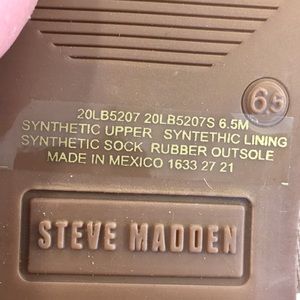 6.5
20LB5207 20LB5207S 6.5M
SYNTHETIC UPPER SYNTETHIC LINING
SYNTHETIC SOCK RUBBER OUTSOLE
MADE IN MEXICO 1633 27 21
STEVE MADDEN